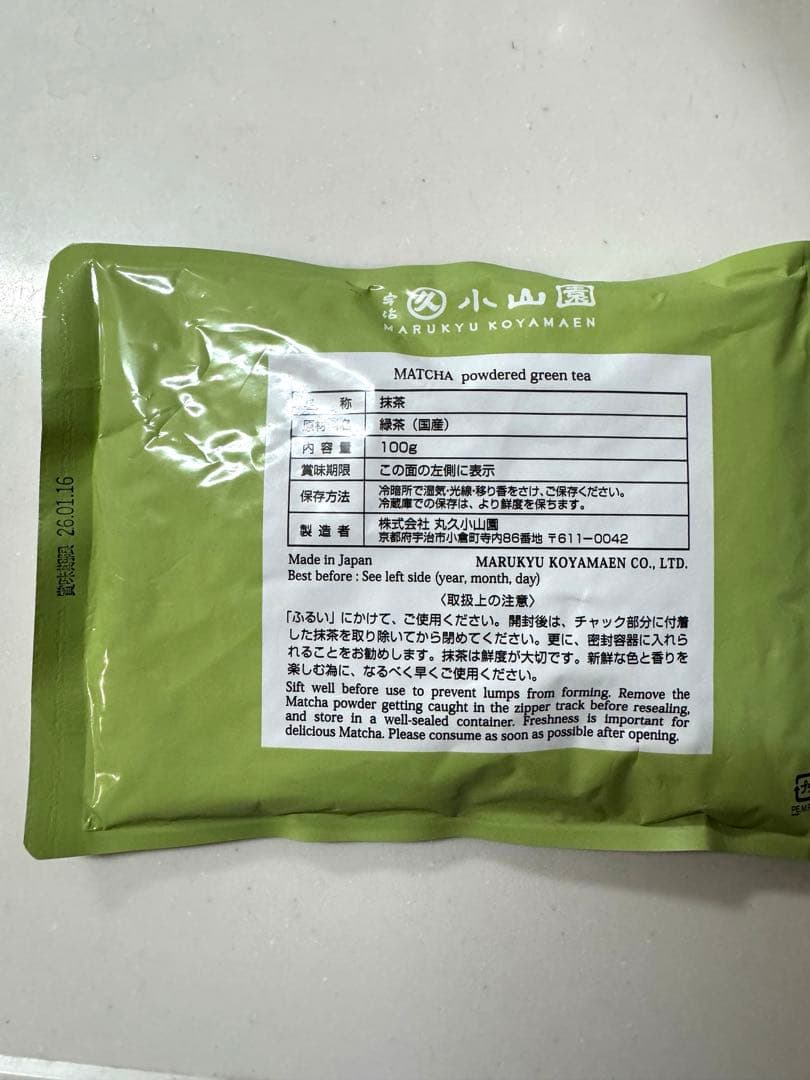 宇治 久 小山園
MARUKYU KOYAMAEN
MATCHA powdered green tea
名 称 抹茶
原材料名 緑茶（国産）
内容量 100g
賞味期限 この面の左側に表示
保存方法 冷暗所で湿気・光線・移り香をさけ、ご保存ください。
冷蔵庫での保存は、より鮮度を保ちます。
製造者 株式会社 丸久小山園
京都府宇治市小倉町寺内86番地 〒611-0042
Made in Japan MARUKYU KOYAMAEN CO., LTD.
Best before : See left side (year, month, day)
〈取扱上の注意〉
「ふるい」にかけて、ご使用ください。開封後は、チャック部分に付着
した抹茶を取り除いてから閉めてください。更に、密封容器に入れら
れることをお勧めします。抹茶は鮮度が大切です。新鮮な色と香りを
楽しむ為に、なるべく早くご使用ください。
Sift well before use to prevent lumps from forming. Remove the
Matcha powder getting caught in the zipper track before resealing,
and store in a well-sealed container. Freshness is important for
delicious Matcha. Please consume as soon as possible after opening.
賞味期限 26.01.16